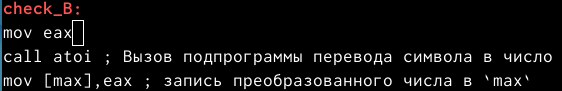 check_B:
mov eax
call atoi ; Вызов подпрограммы перевода символа в число
mov [max],eax ; запись преобразованного числа в `max`